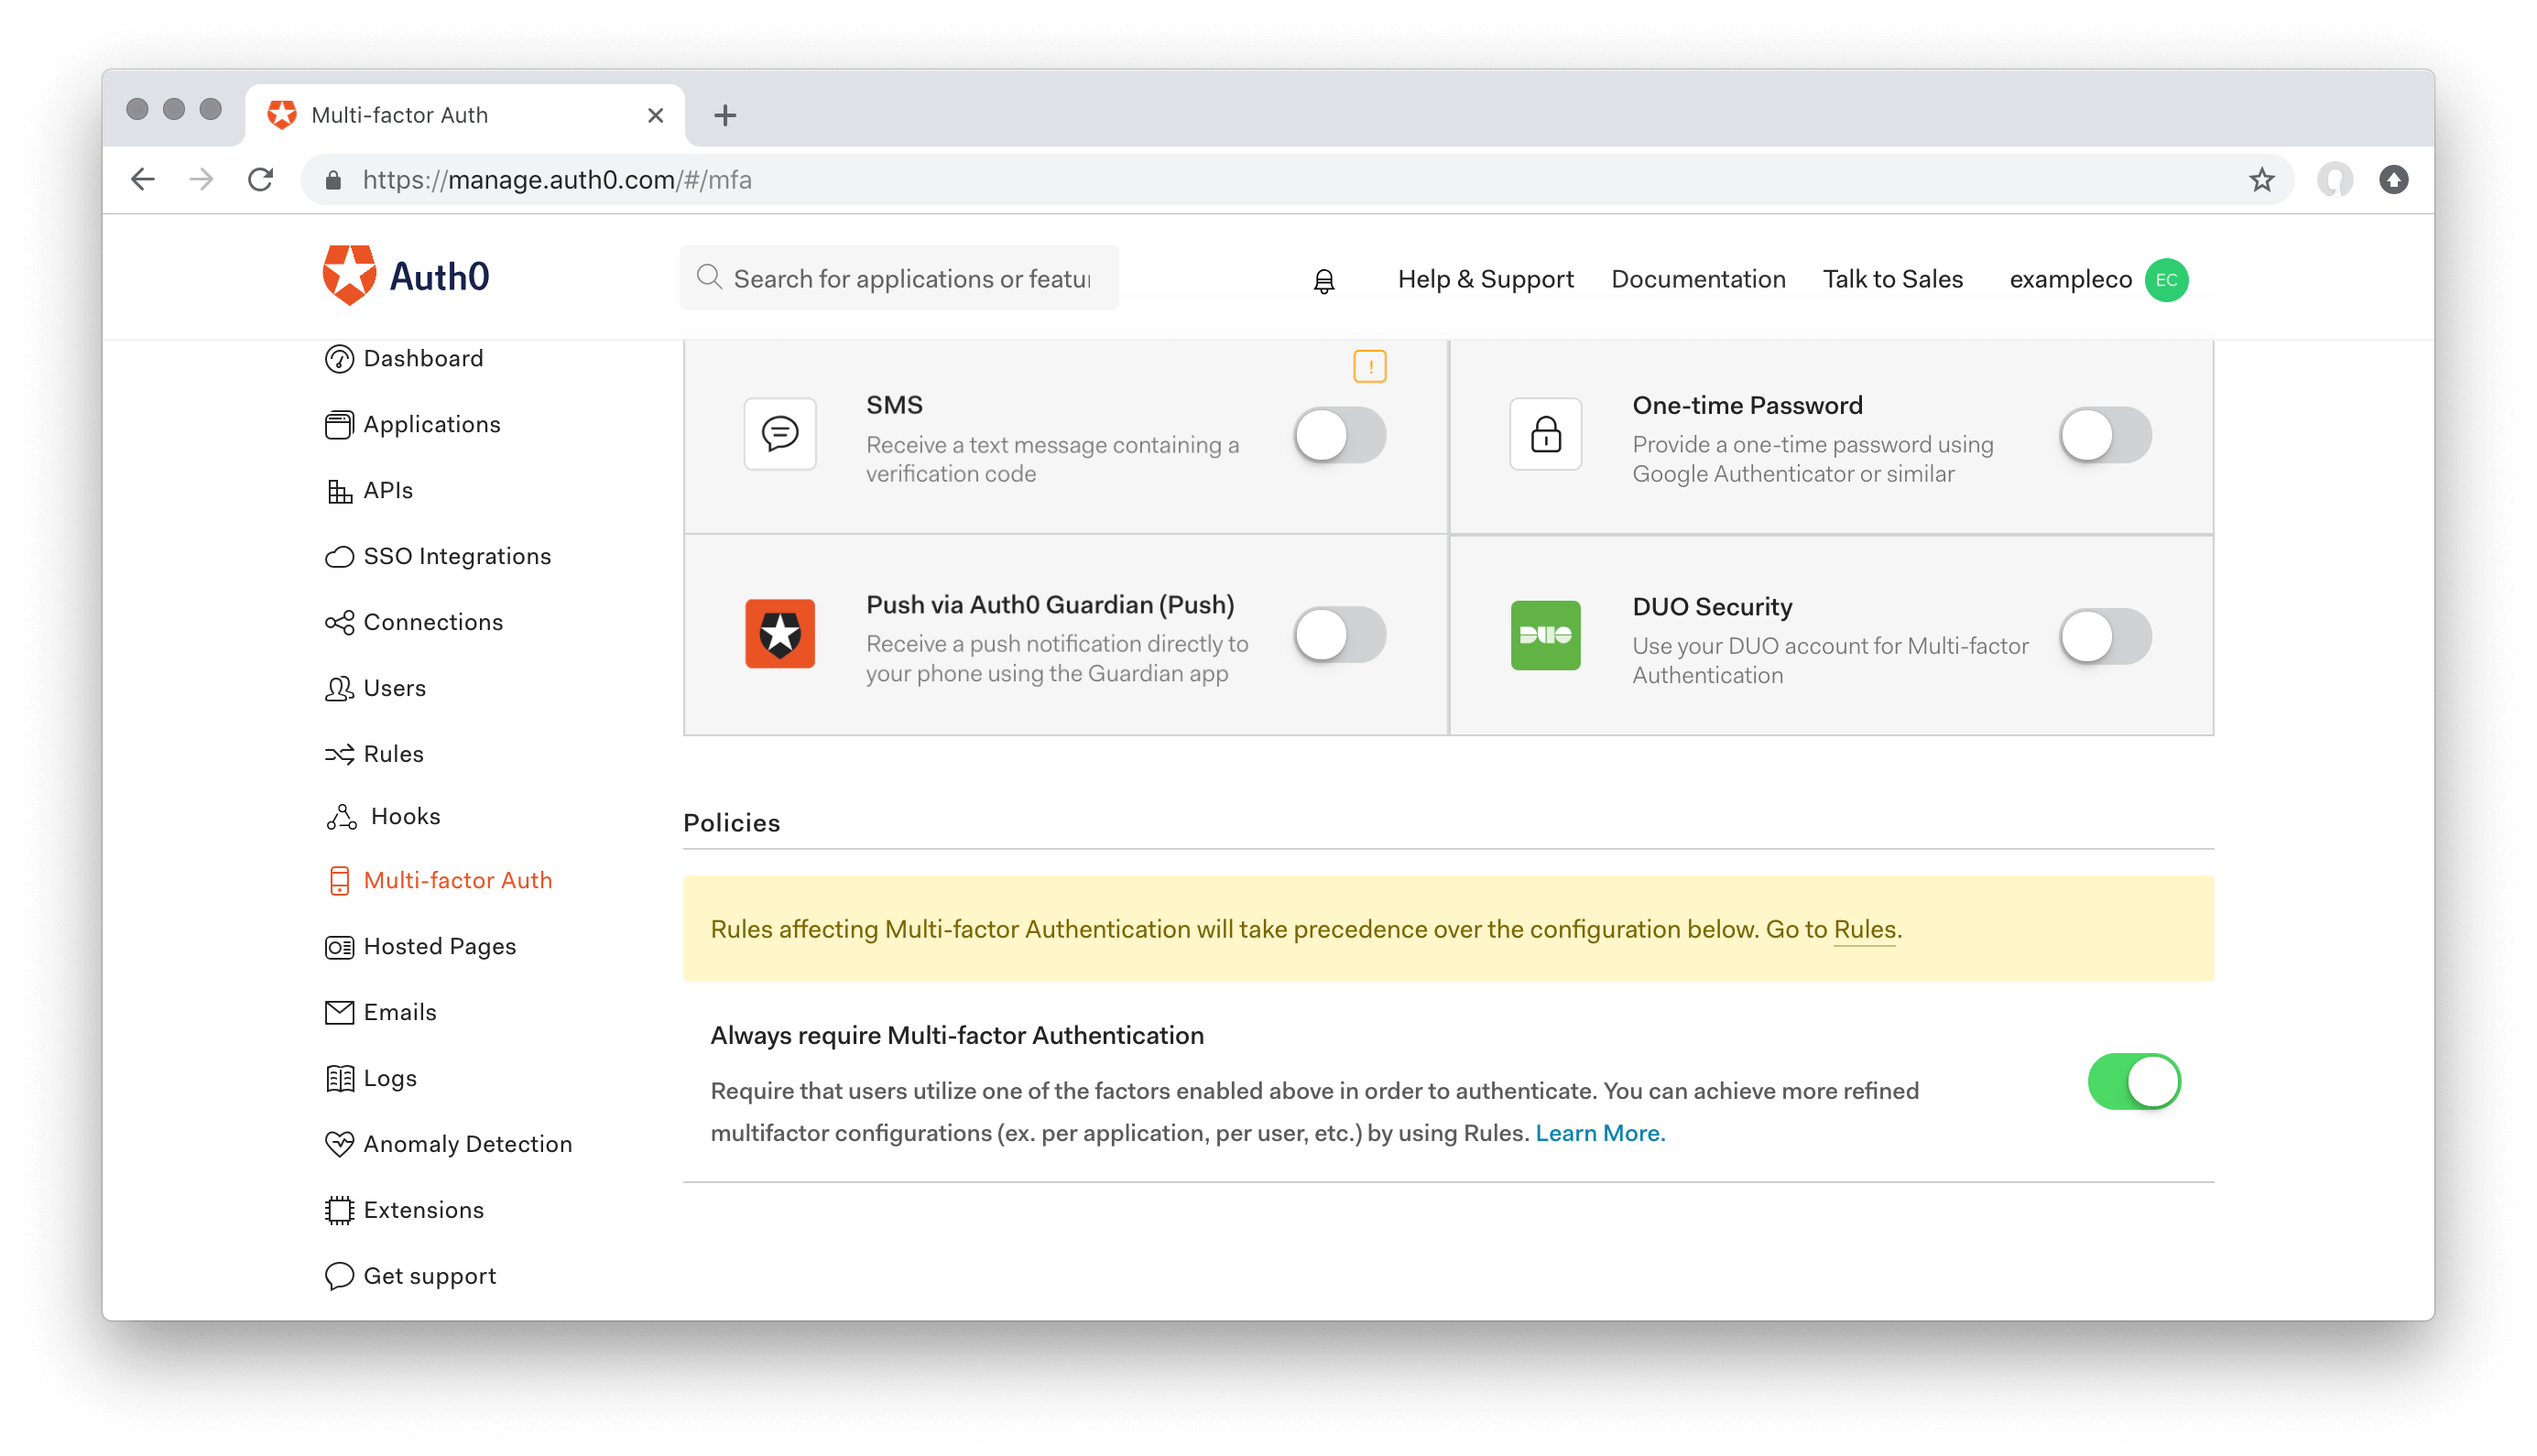 Multi-factor Auth
https://manage.auth0.com/#/mfa
Auth0
Search for applications or featu
Help & Support
Documentation
Talk to Sales
exampleco
EC
Dashboard
Applications
APIs
SSO Integrations
Connections
Users
Rules
Hooks
Multi-factor Auth
Hosted Pages
Emails
Logs
Anomaly Detection
Extensions
Get support
!
SMS
Receive a text message containing a
verification code
One-time Password
Provide a one-time password using
Google Authenticator or similar
Push via Auth0 Guardian (Push)
Receive a push notification directly to
your phone using the Guardian app
DUO
DUO Security
Use your DUO account for Multi-factor
Authentication
Policies
Rules affecting Multi-factor Authentication will take precedence over the configuration below. Go to Rules.
Always require Multi-factor Authentication
Require that users utilize one of the factors enabled above in order to authenticate. You can achieve more refined
multifactor configurations (ex. per application, per user, etc.) by using Rules. Learn More.